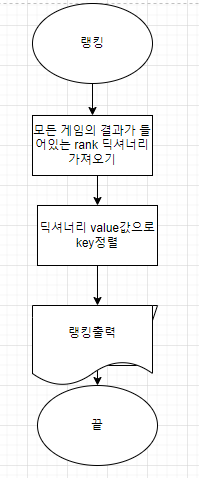 랭킹
모든 게임의 결과가 들
어있는 rank 딕셔너리
가져오기
딕셔너리 value값으로
key정렬
랭킹출력
끝